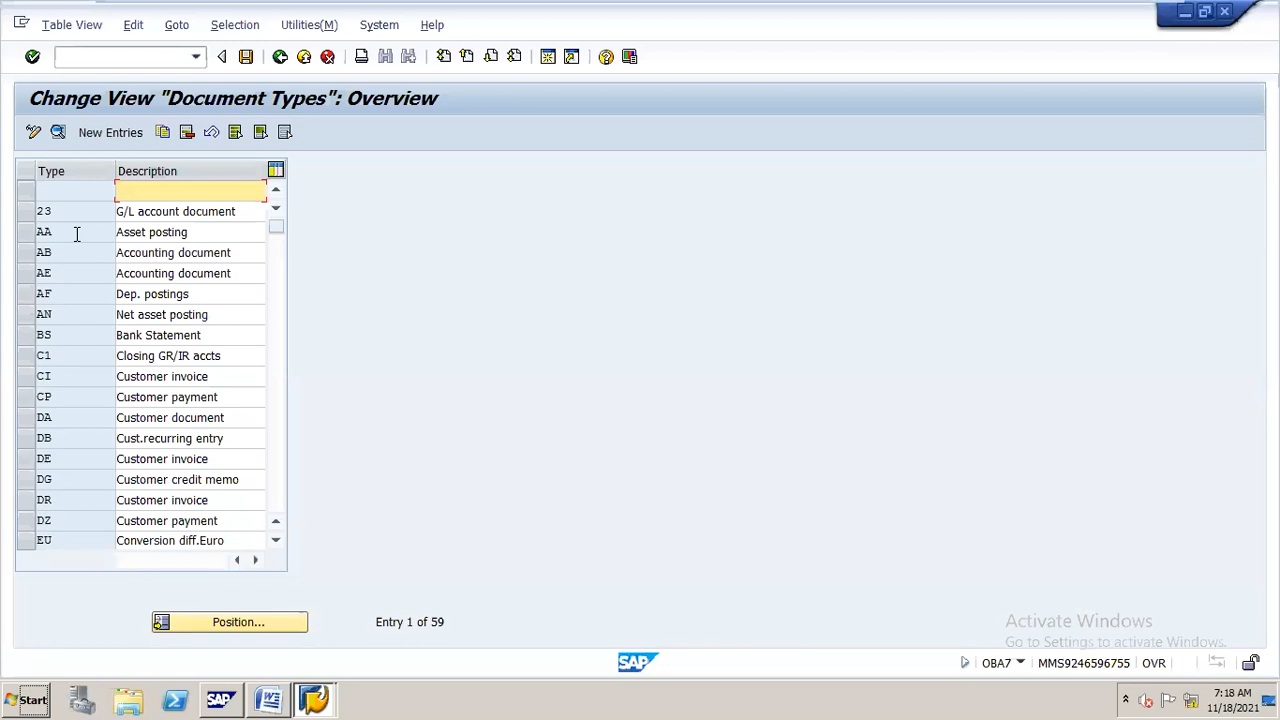 Table View Edit Goto Selection Utilities(M) System Help
Change View "Document Types": Overview
New Entries
Type Description
23 G/L account document
AA Asset posting
AB Accounting document
AE Accounting document
AF Dep. postings
AN Net asset posting
BS Bank Statement
C1 Closing GR/IR accts
CI Customer invoice
CP Customer payment
DA Customer document
DB Cust.recurring entry
DE Customer invoice
DG Customer credit memo
DR Customer invoice
DZ Customer payment
EU Conversion diff.Euro
Position... Entry 1 of 59
Activate Windows
Go to Settings to activate Windows.
SAP OBA7 MMS9246596755 OVR
Start SAP 7:18 AM
11/18/2021